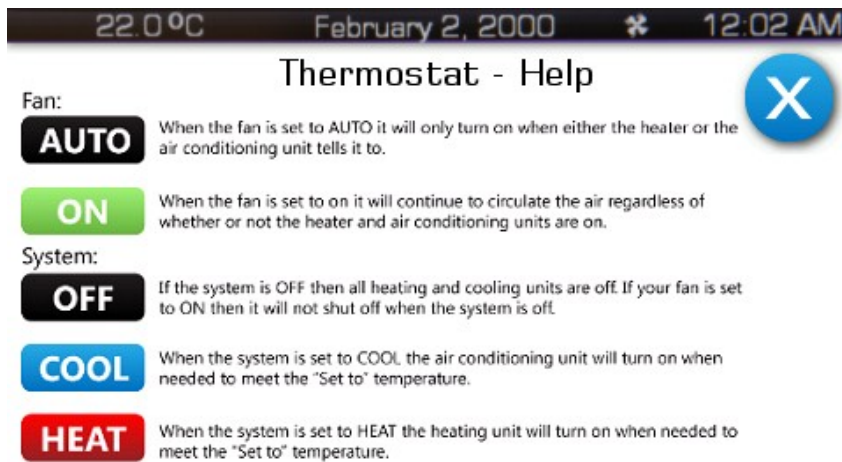 22.0ºC February 2, 2000 12:02 AM
Thermostat - Help
X
Fan:
AUTO
When the fan is set to AUTO it will only turn on when either the heater or the
air conditioning unit tells it to.
ON
When the fan is set to on it will continue to circulate the air regardless of
whether or not the heater and air conditioning units are on.
System:
OFF
If the system is OFF then all heating and cooling units are off. If your fan is set
to ON then it will not shut off when the system is off.
COOL
When the system is set to COOL the air conditioning unit will turn on when
needed to meet the "Set to" temperature.
HEAT
When the system is set to HEAT the heating unit will turn on when needed to
meet the "Set to" temperature.